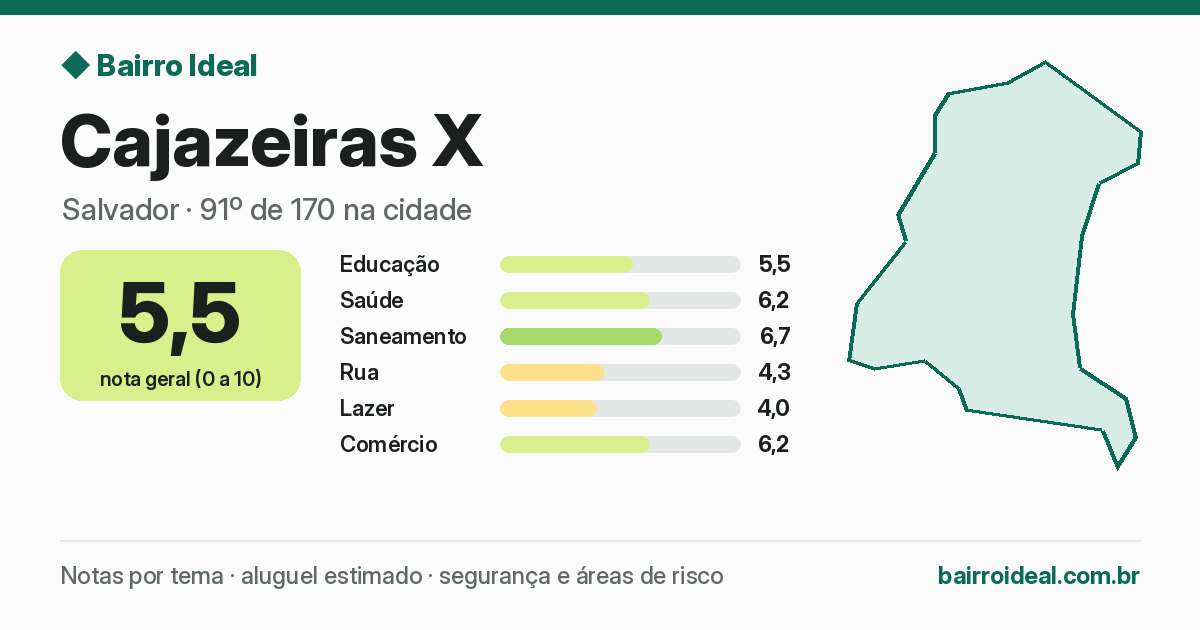 Bairro Ideal
Cajazeiras X
Salvador · 91º de 170 na cidade
5,5
nota geral (0 a 10)
Educação 5,5
Saúde 6,2
Saneamento 6,7
Rua 4,3
Lazer 4,0
Comércio 6,2
Notas por tema · aluguel estimado · segurança e áreas de risco
bairroideal.com.br